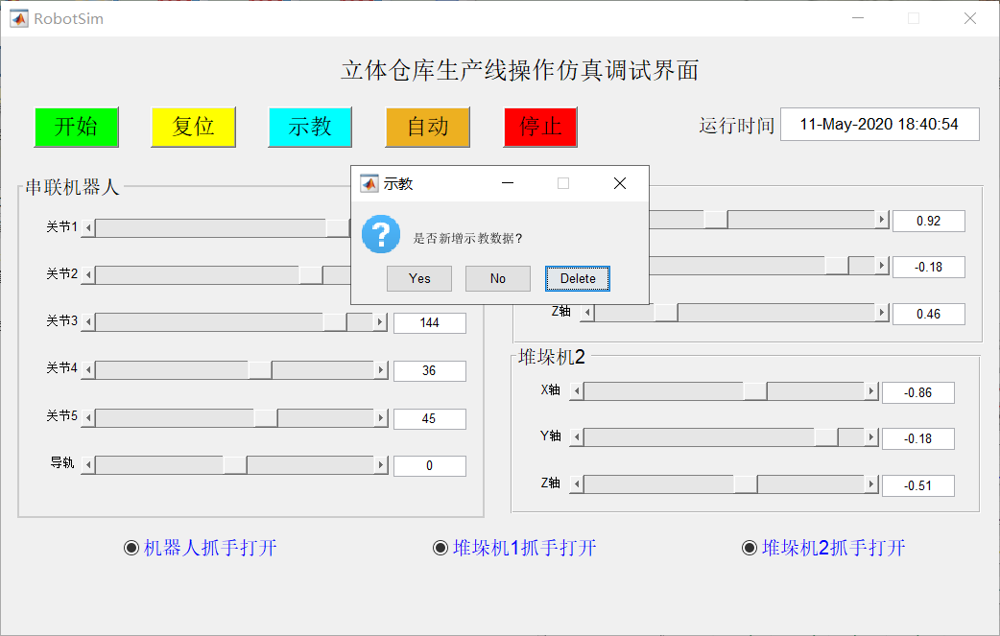 RobotSim
立体仓库生产线操作仿真调试界面
开始
复位
示教
自动
停止
运行时间
11-May-2020 18:40:54
串联机器人
关节1
关节2
关节3
144
关节4
36
关节5
45
导轨
0
示教
是否新增示教数据?
Yes
No
Delete
0.92
-0.18
Z轴
0.46
堆垛机2
X轴
-0.86
Y轴
-0.18
Z轴
-0.51
机器人抓手打开
堆垛机1抓手打开
堆垛机2抓手打开